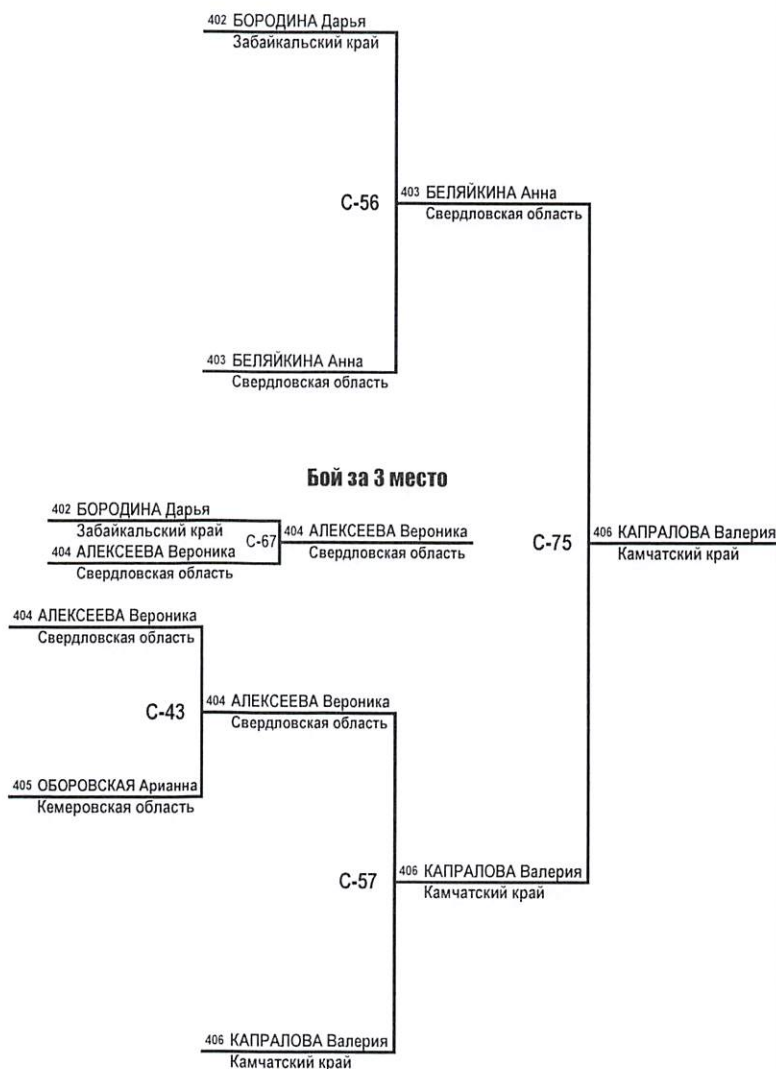 402 БОРОДИНА Дарья
Забайкальский край
С-56
403 БЕЛЯЙКИНА Анна
Свердловская область
403 БЕЛЯЙКИНА Анна
Свердловская область
Бой за 3 место
402 БОРОДИНА Дарья
Забайкальский край
404 АЛЕКСЕЕВА Вероника
Свердловская область
С-67
404 АЛЕКСЕЕВА Вероника
Свердловская область
С-75
406 КАПРАЛОВА Валерия
Камчатский край
404 АЛЕКСЕЕВА Вероника
Свердловская область
С-43
404 АЛЕКСЕЕВА Вероника
Свердловская область
405 ОБОРОВСКАЯ Арианна
Кемеровская область
С-57
406 КАПРАЛОВА Валерия
Камчатский край
406 КАПРАЛОВА Валерия
Камчатский край